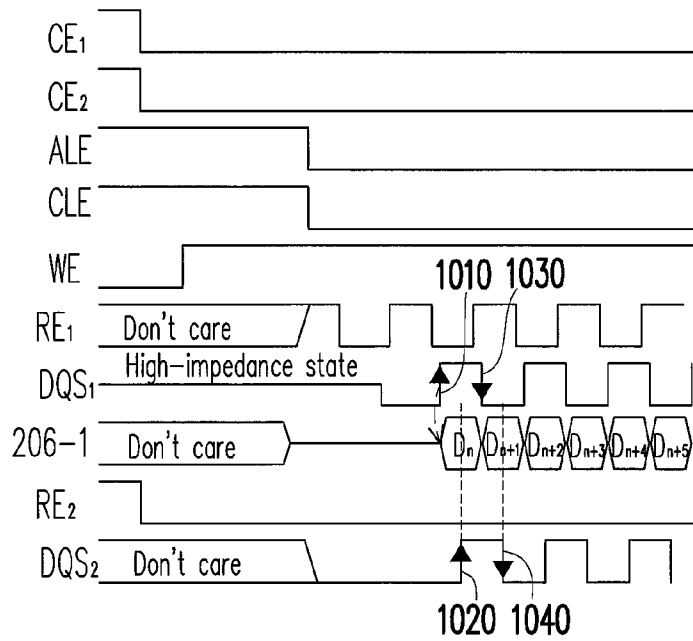 CE1
CE2
ALE
CLE
WE
1010 1030
RE1 Don't care
High-impedance state
DQS1
206-1 Don't care Dn Dn+1 Dn+2 Dn+3 Dn+4 Dn+5
RE2
DQS2 Don't care
1020 1040